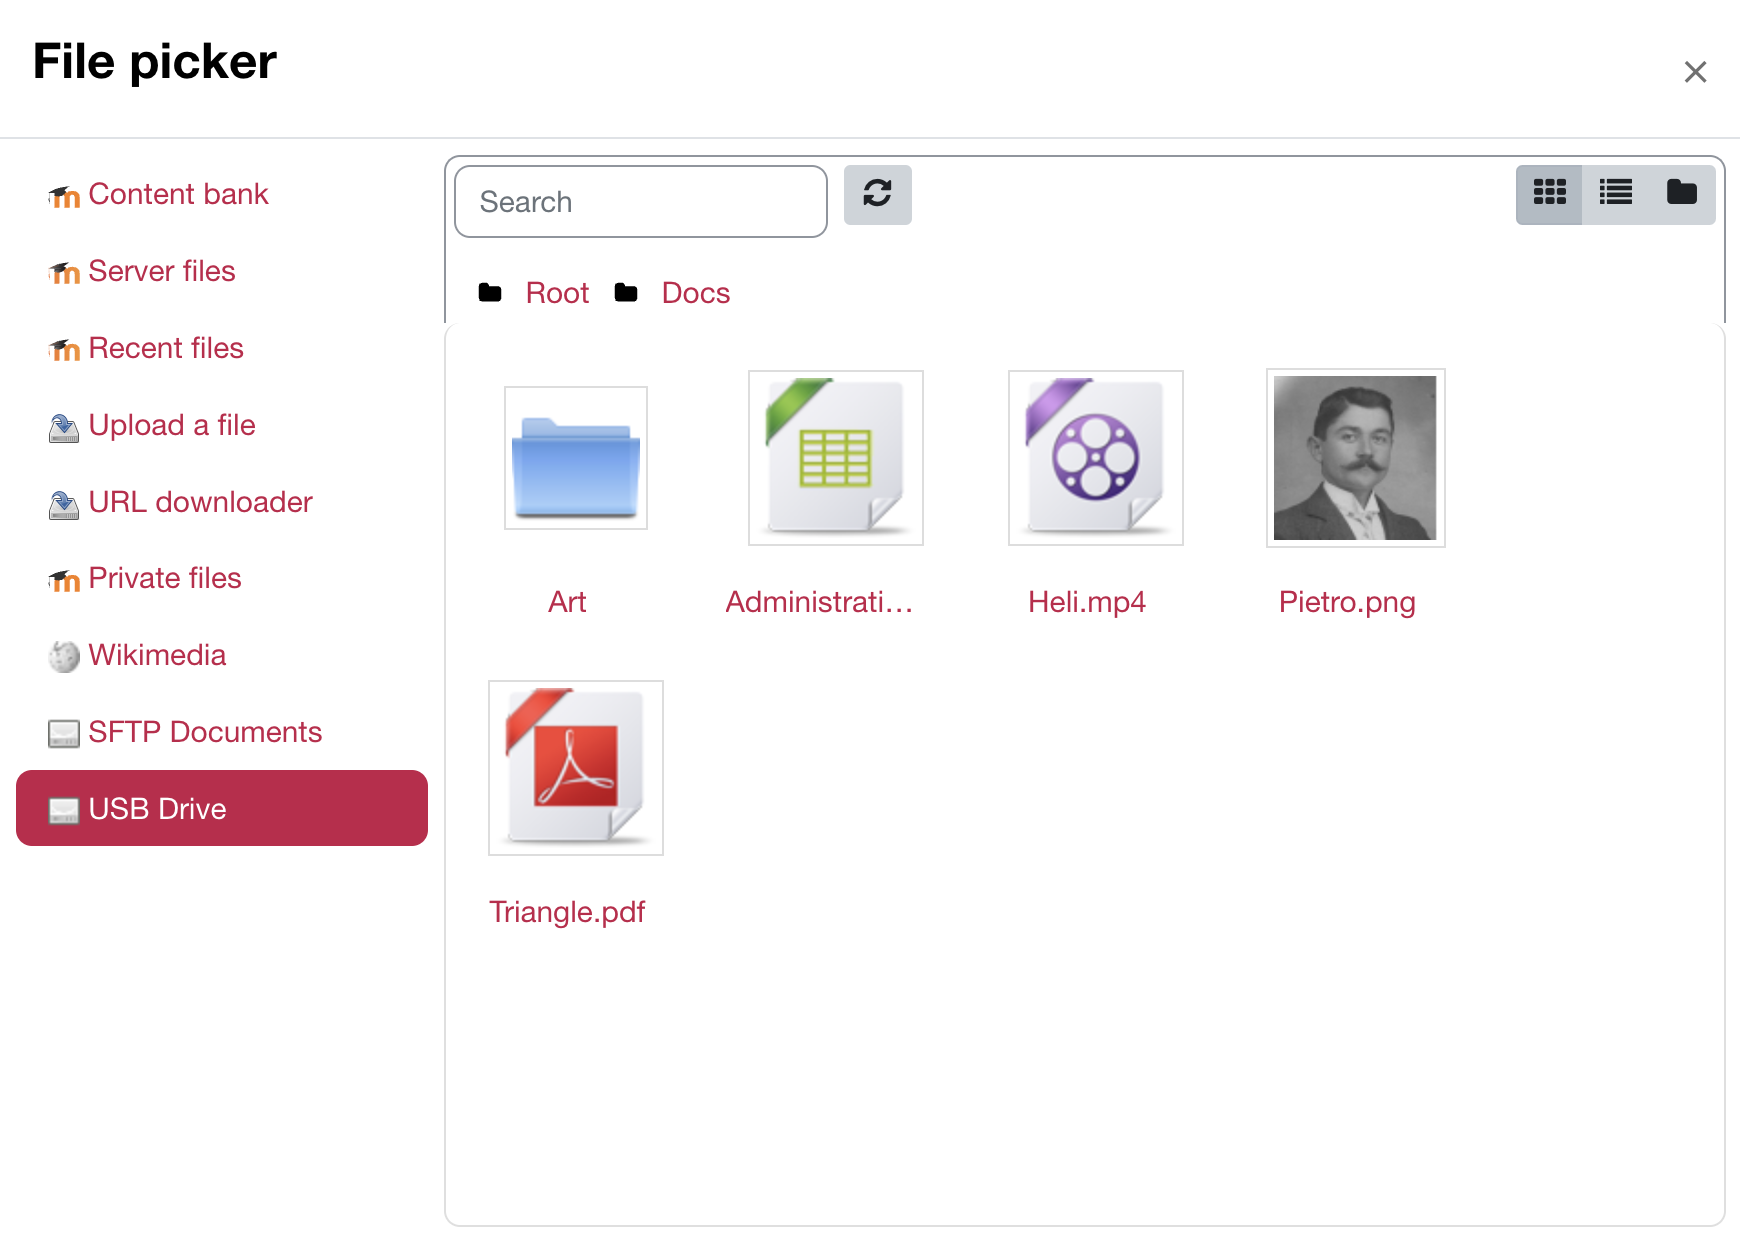 File picker
×
Content bank
Server files
Recent files
Upload a file
URL downloader
Private files
Wikimedia
SFTP Documents
USB Drive
Search
Root Docs
Art Administrati... Heli.mp4 Pietro.png
Triangle.pdf